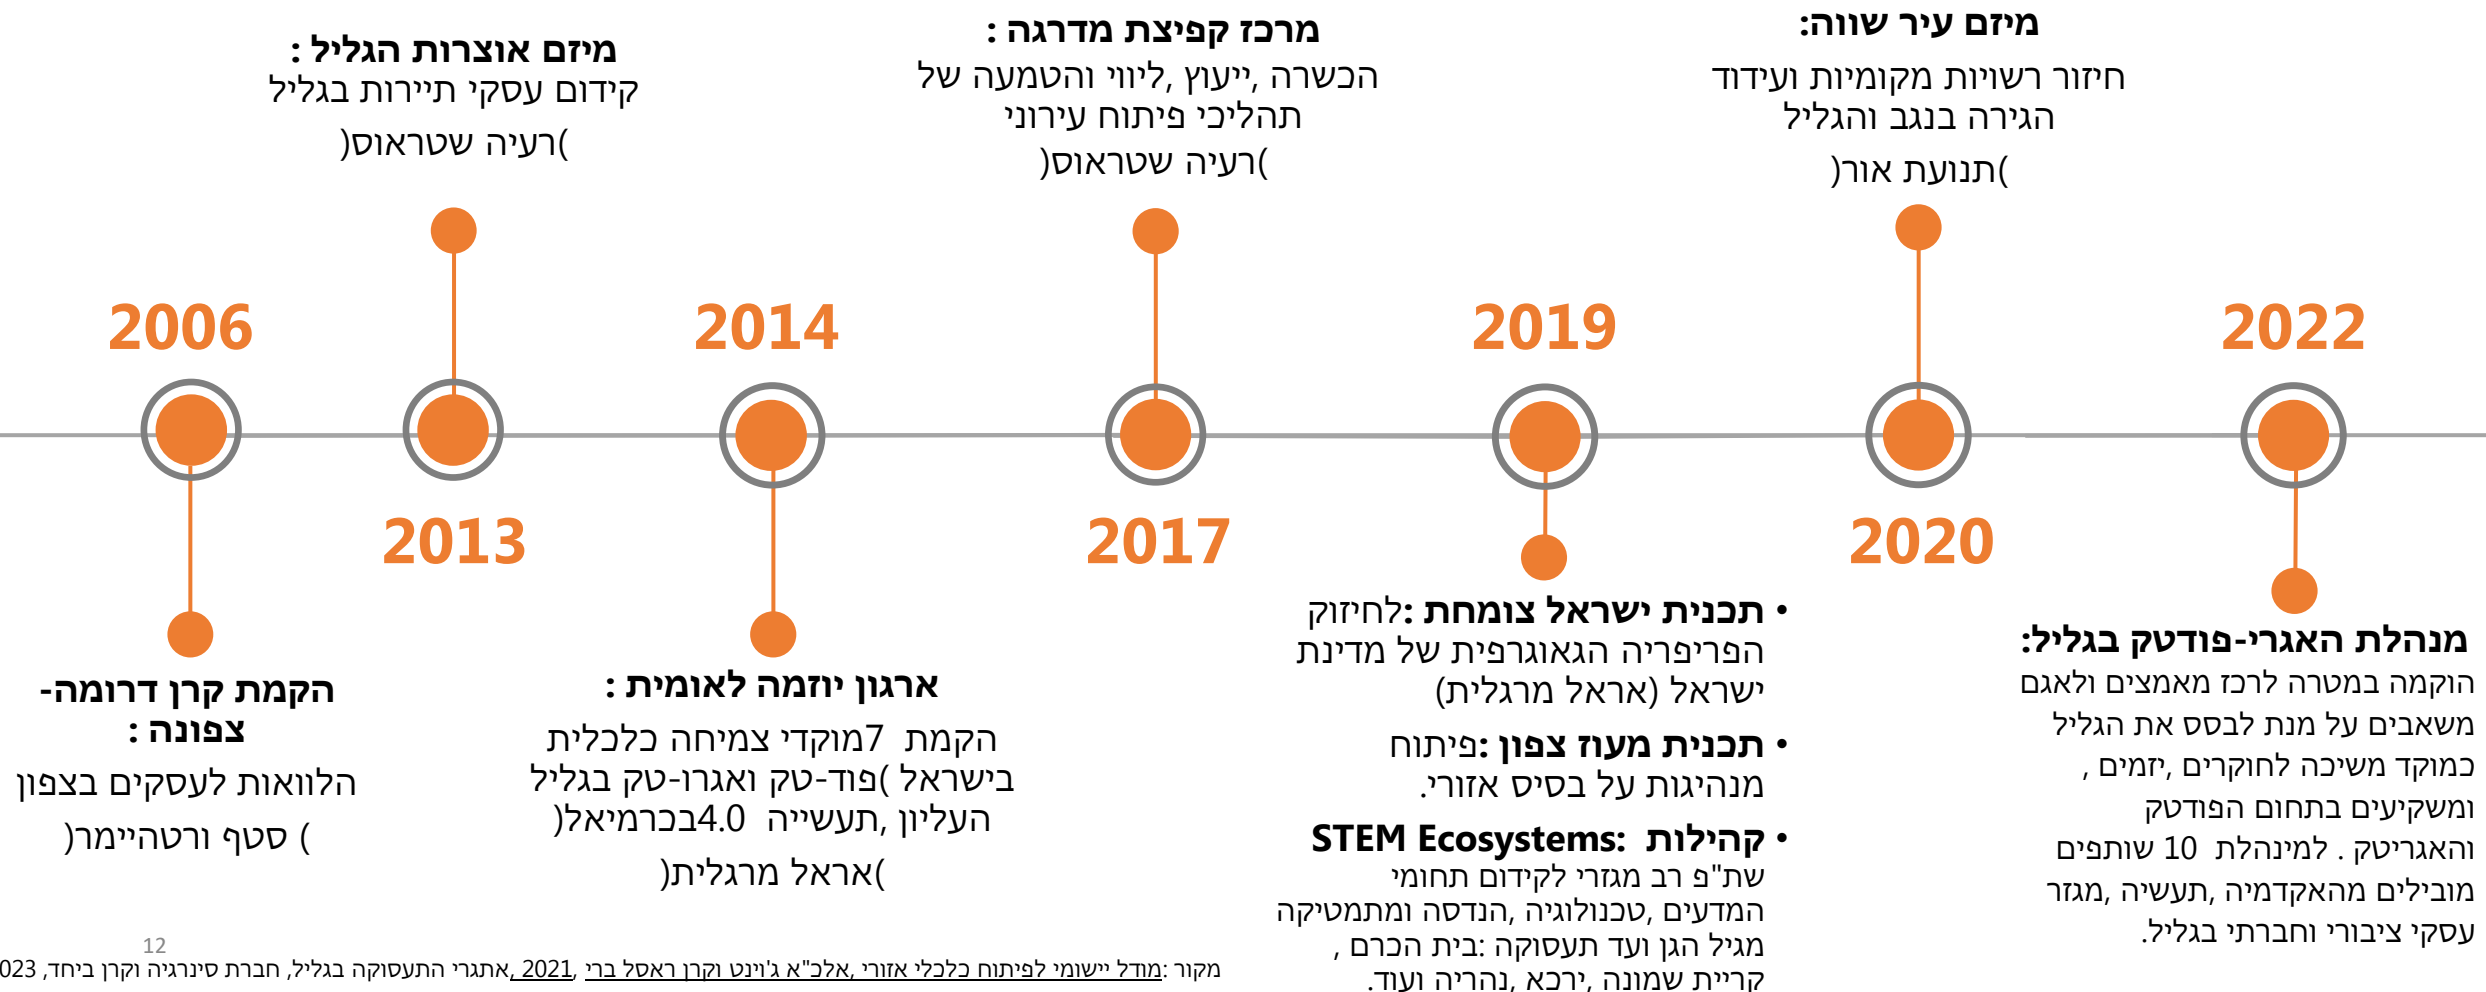 מיזם אוצרות הגליל :
קידום עסקי תיירות בגליל
)רעיה שטראוס(
מרכז קפיצת מדרגה :
הכשרה ,ייעוץ ,ליווי והטמעה של
תהליכי פיתוח עירוני
)רעיה שטראוס(
מיזם עיר שווה:
חיזור רשויות מקומיות ועידוד
הגירה בנגב והגליל
)תנועת אור(
2006
2014
2019
2022
2013
2017
2020
הקמת קרן דרומה-
צפונה :
הלוואות לעסקים בצפון
) סטף ורטהיימר(
ארגון יוזמה לאומית :
הקמת 7מוקדי צמיחה כלכלית
בישראל )פוד-טק ואגרו-טק בגליל
העליון ,תעשייה 4.0בכרמיאל(
)אראל מרגלית(
• תכנית ישראל צומחת :לחיזוק
הפריפריה הגאוגרפית של מדינת
ישראל (אראל מרגלית)
• תכנית מעוז צפון :פיתוח
מנהיגות על בסיס אזורי.
• קהילות STEM Ecosystems:
שת"פ רב מגזרי לקידום תחומי
המדעים ,טכנולוגיה ,הנדסה ומתמטיקה
מגיל הגן ועד תעסוקה :בית הכרם ,
קריית שמונה ,ירכא ,נהריה ועוד.
מנהלת האגרי-פודטק בגליל:
הוקמה במטרה לרכז מאמצים ולאגם
משאבים על מנת לבסס את הגליל
כמוקד משיכה לחוקרים ,יזמים ,
ומשקיעים בתחום הפודטק
והאגריטק . למינהלת 10 שותפים
מובילים מהאקדמיה ,תעשיה ,מגזר
עסקי ציבורי וחברתי בגליל.
12
מקור :מודל יישומי לפיתוח כלכלי אזורי ,אלכ"א ג'וינט וקרן ראסל ברי ,2021 ,אתגרי התעסוקה בגליל, חברת סינרגיה וקרן ביחד, 023